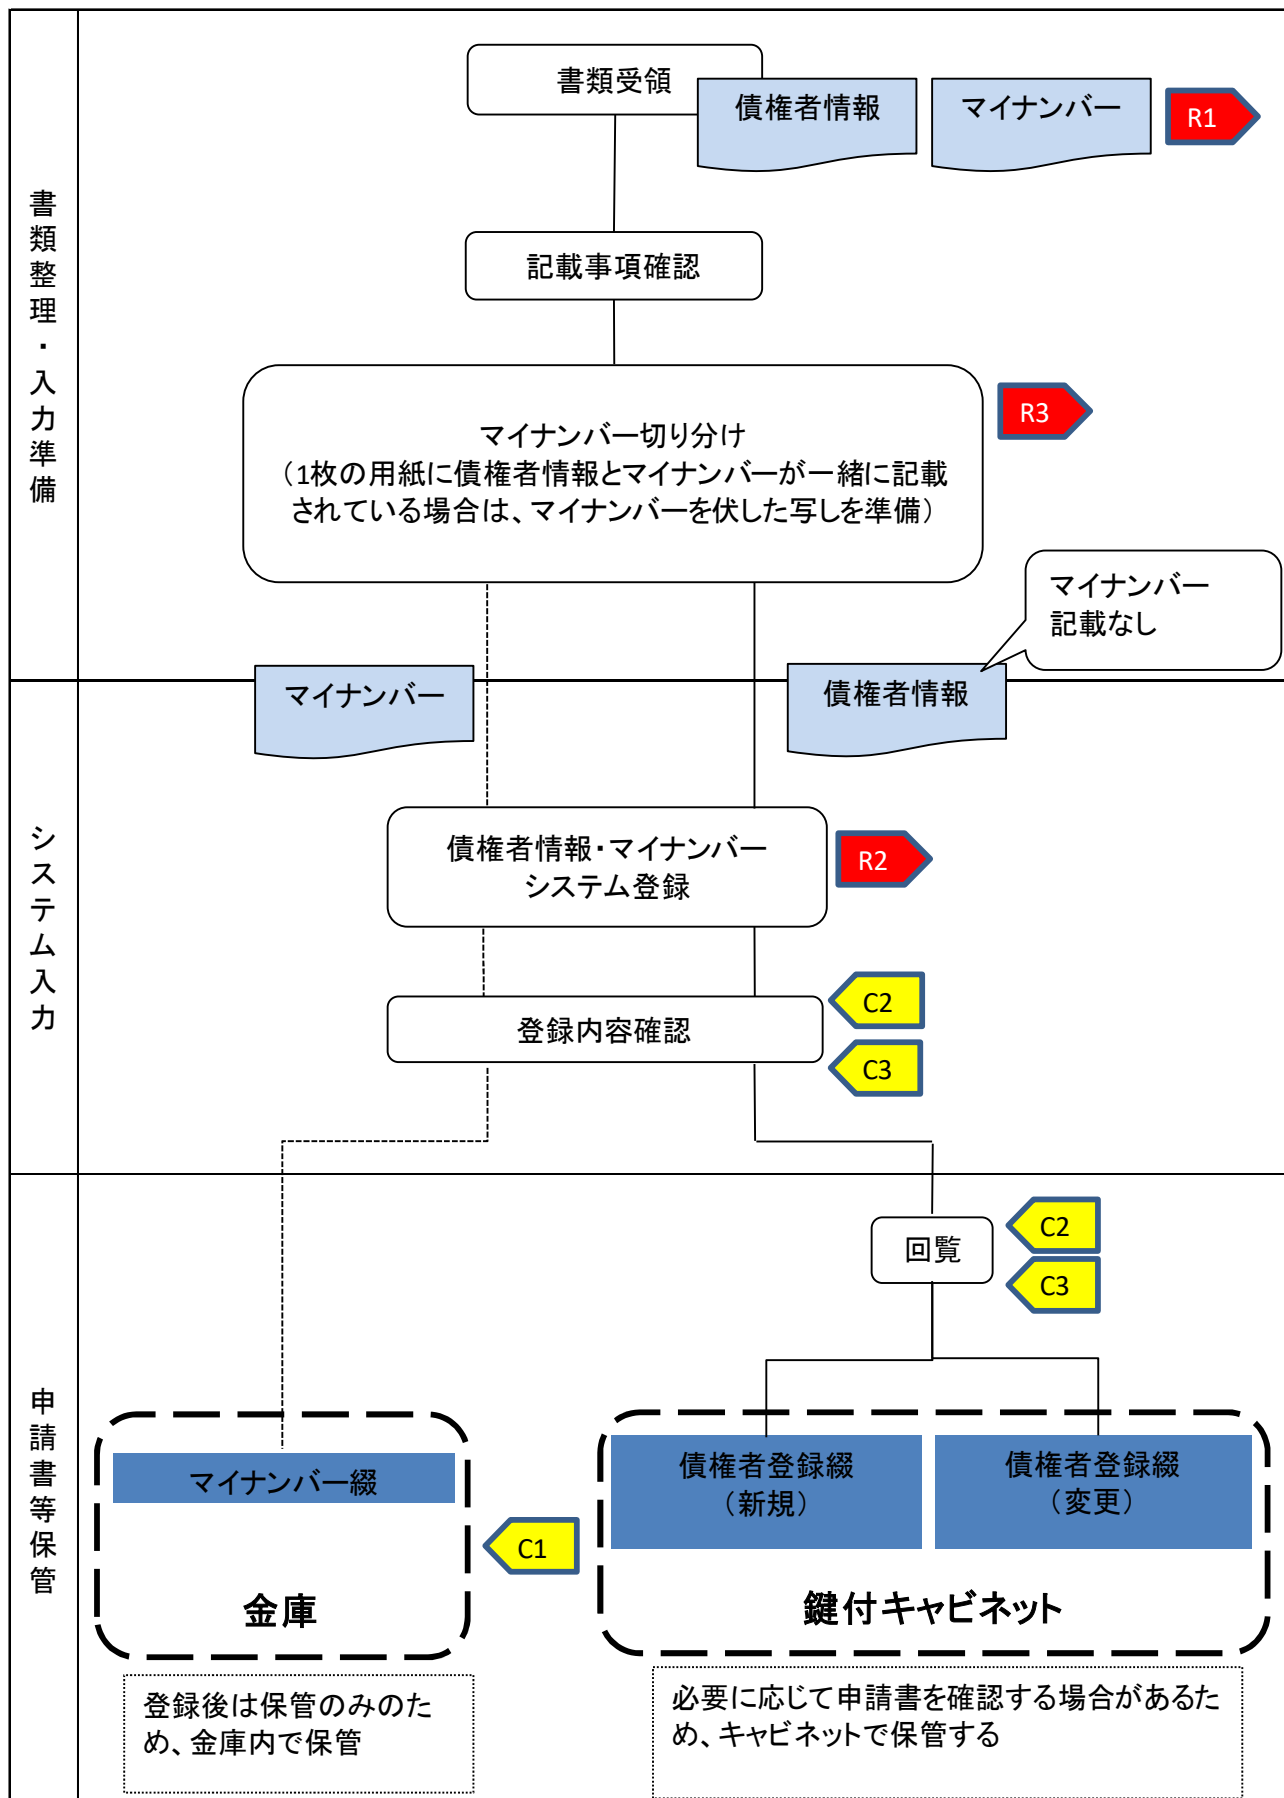 書類整理・入力準備
書類受領
債権者情報
マイナンバー
R1
記載事項確認
マイナンバー切り分け
（1枚の用紙に債権者情報とマイナンバーが一緒に記載
されている場合は、マイナンバーを伏した写しを準備）
R3
マイナンバー
記載なし
マイナンバー
債権者情報
システム入力
債権者情報・マイナンバー
システム登録
R2
登録内容確認
C2
C3
申請書等保管
回覧
C2
C3
マイナンバー綴
金庫
C1
債権者登録綴
（新規）
債権者登録綴
（変更）
鍵付キャビネット
登録後は保管のみのた
め、金庫内で保管
必要に応じて申請書を確認する場合があるた
め、キャビネットで保管する